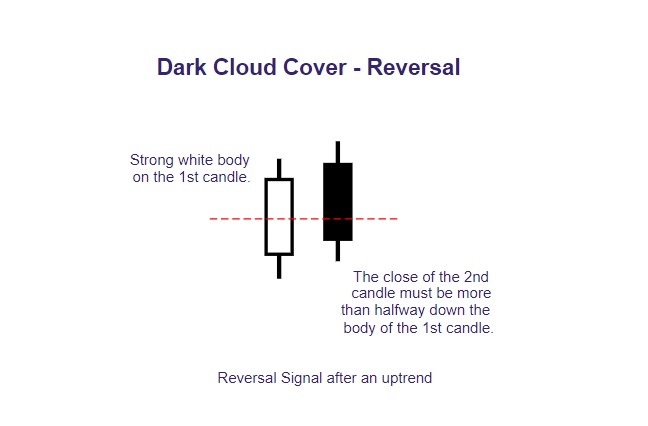 Dark Cloud Cover - Reversal
Strong white body
on the 1st candle.
The close of the 2nd
candle must be more
than halfway down the
body of the 1st candle.
Reversal Signal after an uptrend